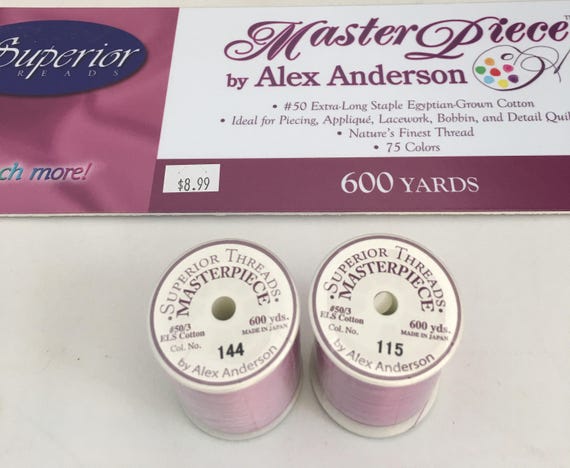 Superior
READS
ch more!
MasterPiece
by Alex Anderson
• #50 Extra-Long Staple Egyptian-Grown Cotton
• Ideal for Piecing, Appliqué, Lacework, Bobbin, and Detail Quil
• Nature's Finest Thread
• 75 Colors
$8.99
600 YARDS
•SUPERIOR THREADS•
MASTERPIECE
#50/3
ELS Cotton
600 yds.
MADE IN JAPAN
Col. No.
144
by Alex Anderson
•SUPERIOR THREADS•
MASTERPIECE
#50/3
ELS Cotton
600 yds.
MADE IN JAPAN
Col. No.
115
by Alex Anderson